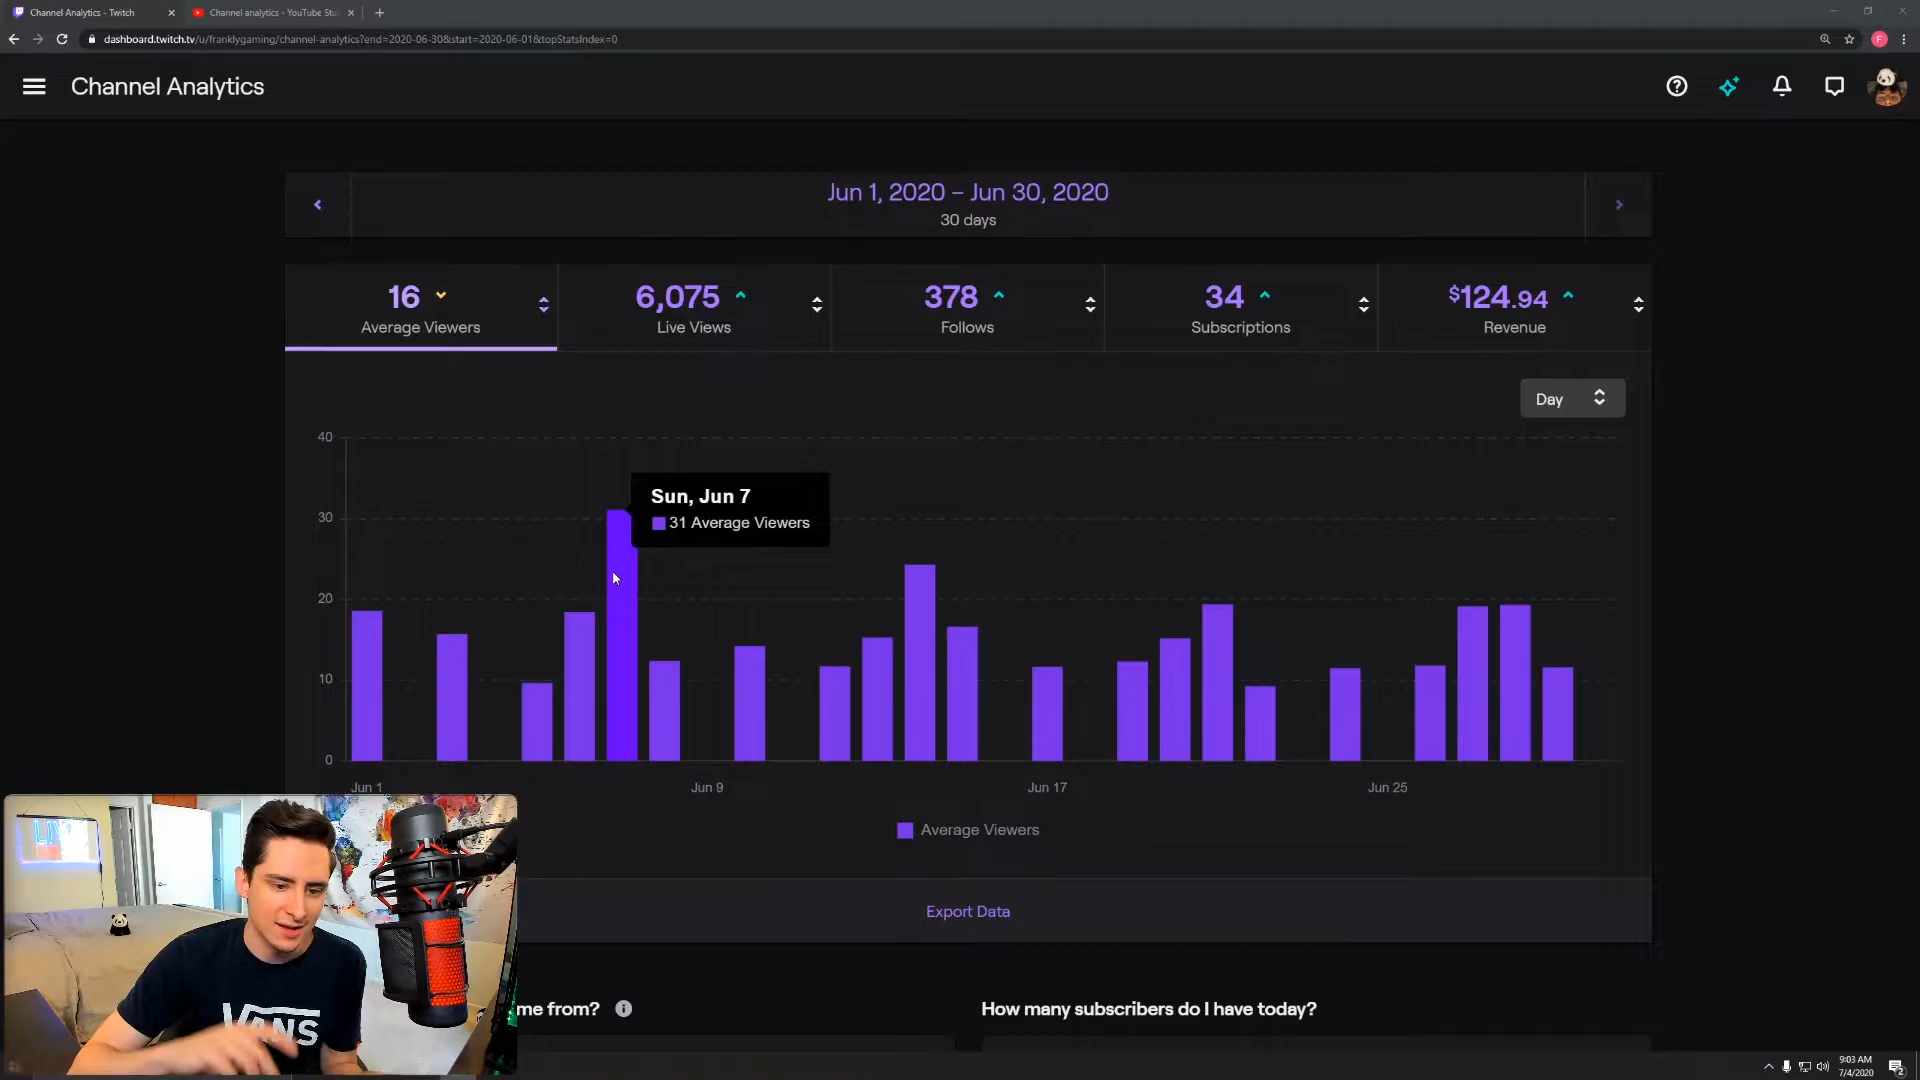 Channel Analytics - Twitch
Channel analytics - YouTube Stu
dashboard.twitch.tv/u/franklygaming/channel-analytics?end=2020-06-30&start=2020-06-01&topStatsIndex=0
F
Channel Analytics
Jun 1, 2020 – Jun 30, 2020
30 days
16
Average Viewers
6,075
Live Views
378
Follows
34
Subscriptions
$124.94
Revenue
Day
40
30
20
10
0
Sun, Jun 7
31 Average Viewers
Jun 1
Jun 9
Jun 17
Jun 25
Average Viewers
Export Data
me from?
How many subscribers do I have today?
VANS
9:03 AM
7/4/2020
2